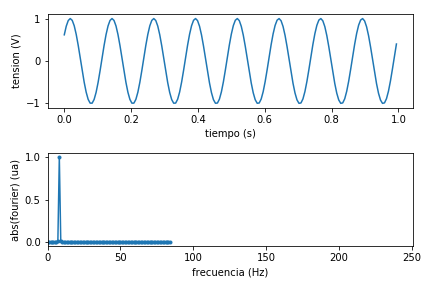 1
0
−1
tension (V)
0.0 0.2 0.4 0.6 0.8 1.0
tiempo (s)
1.0
0.5
0.0
abs(fourier) (ua)
0 50 100 150 200 250
frecuencia (Hz)